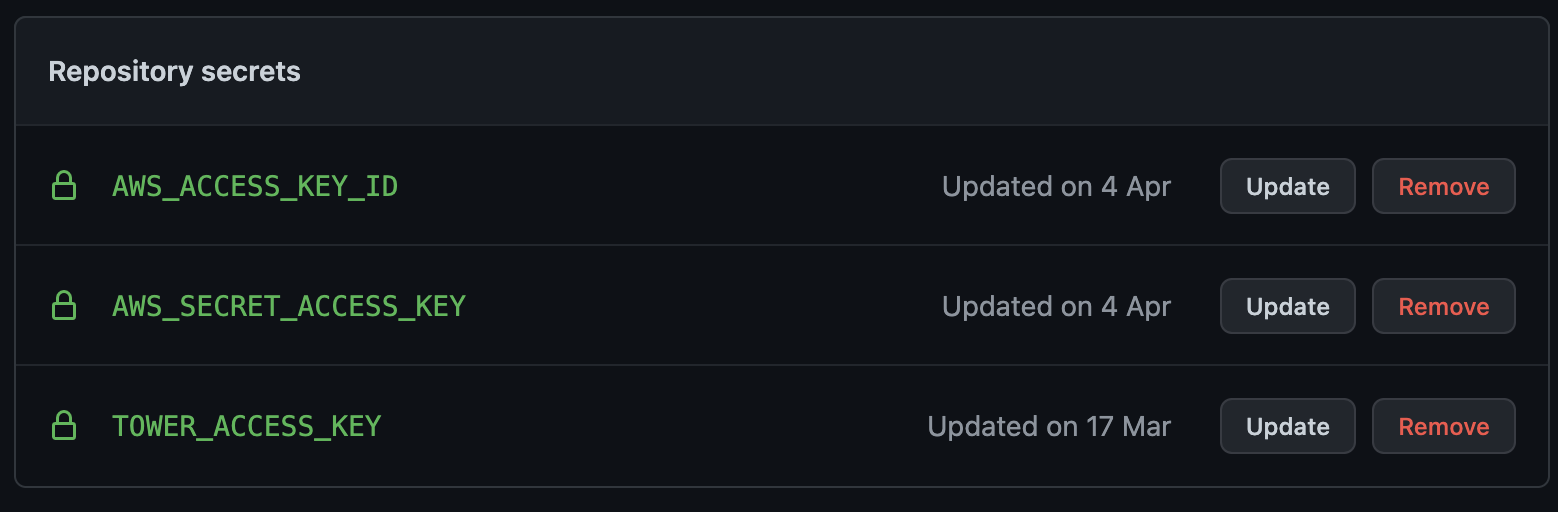 Repository secrets
AWS_ACCESS_KEY_ID Updated on 4 Apr Update Remove
AWS_SECRET_ACCESS_KEY Updated on 4 Apr Update Remove
TOWER_ACCESS_KEY Updated on 17 Mar Update Remove